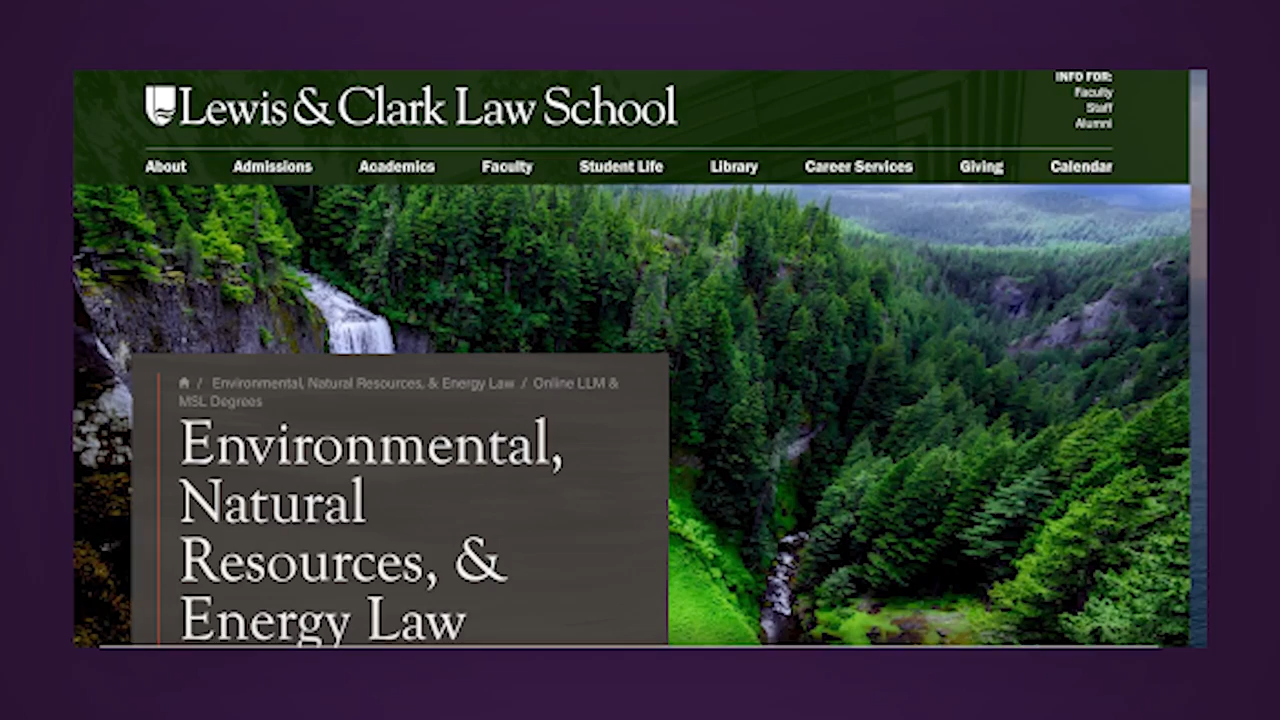 Lewis & Clark Law School
INFO FOR:
Faculty
Staff
Alumni
About Admissions Academics Faculty Student Life Library Career Services Giving Calendar
/ Environmental, Natural Resources, & Energy Law / Online LLM &
MSL Degrees
Environmental,
Natural
Resources, &
Energy Law